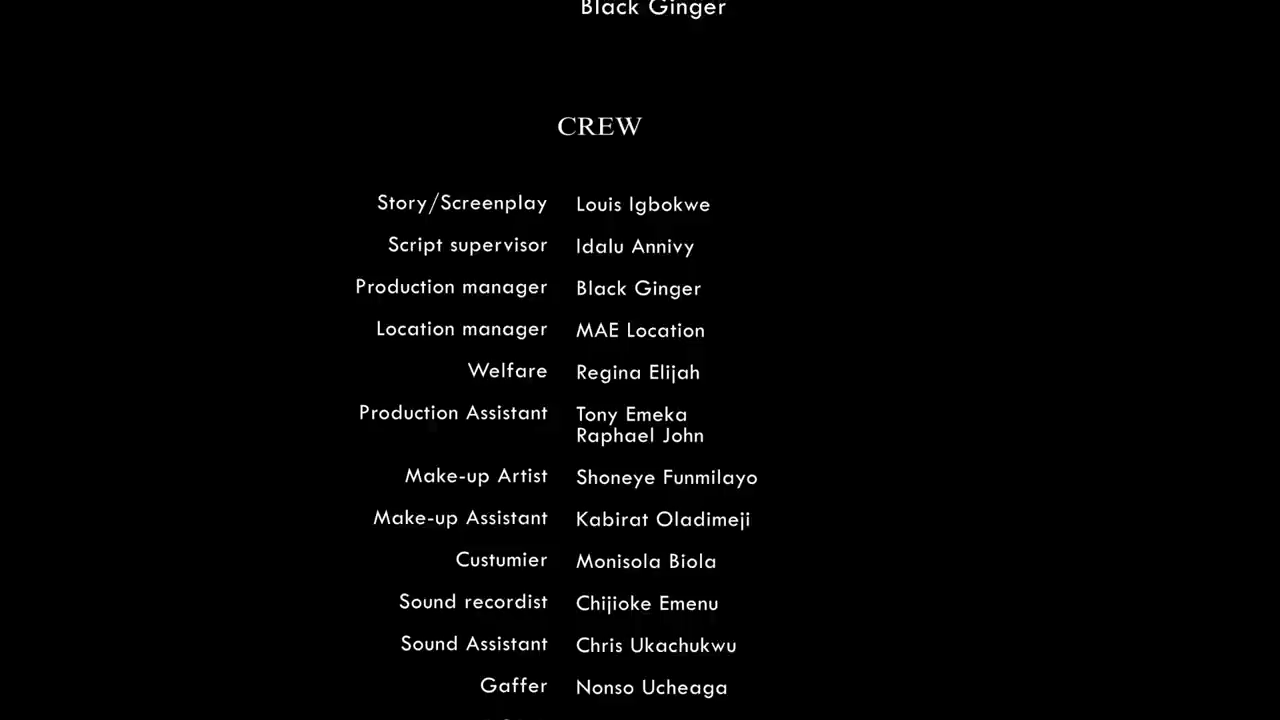 Black Ginger
CREW
Story/Screenplay Louis Igbokwe
Script supervisor Idalu Annivy
Production manager Black Ginger
Location manager MAE Location
Welfare Regina Elijah
Production Assistant Tony Emeka
Raphael John
Make-up Artist Shoneye Funmilayo
Make-up Assistant Kabirat Oladimeji
Custumier Monisola Biola
Sound recordist Chijioke Emenu
Sound Assistant Chris Ukachukwu
Gaffer Nonso Ucheaga